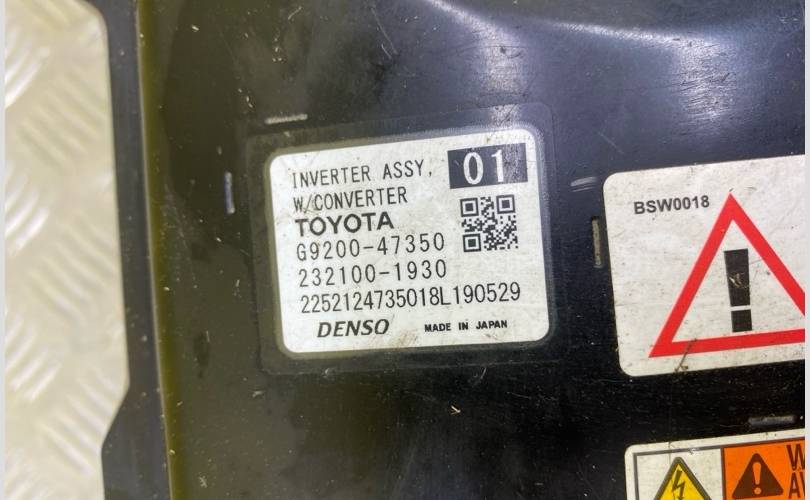 INVERTER ASSY, 01
W/CONVERTER
TOYOTA
G9200-47350
232100-1930
2252124735018L190529
DENSO MADE IN JAPAN
BSW0018
!